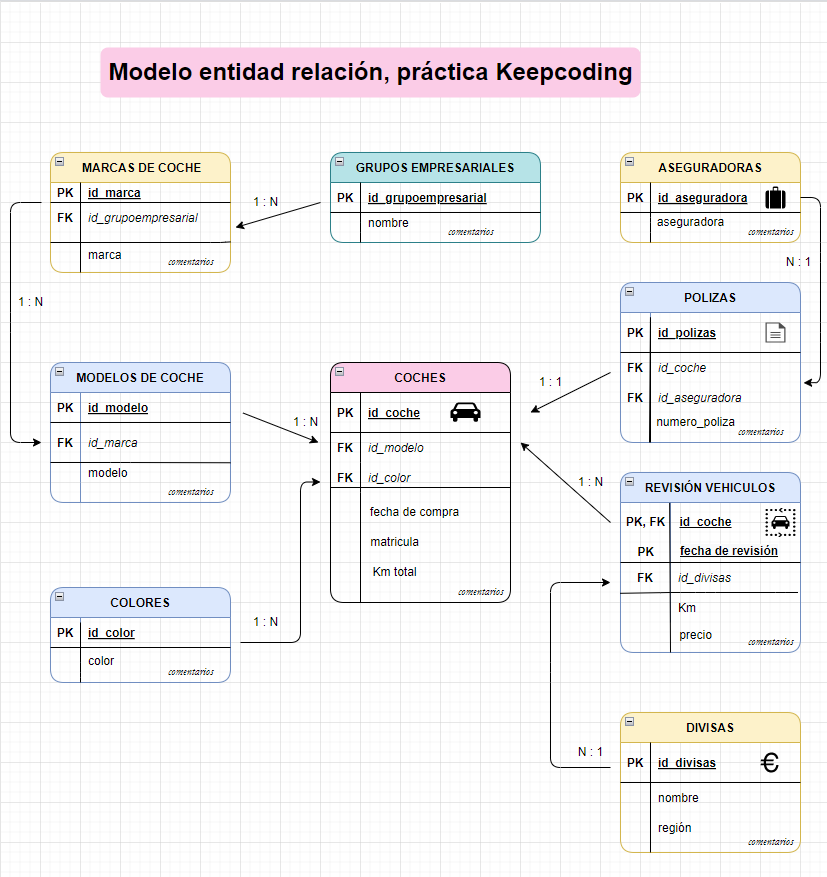 Modelo entidad relación, práctica Keepcoding
MARCAS DE COCHE
PK id_marca
FK id_grupoempresarial
marca
comentarios
1 : N
GRUPOS EMPRESARIALES
PK id_grupoempresarial
nombre
comentarios
ASEGURADORAS
PK id_aseguradora
aseguradora
comentarios
N : 1
1 : N
POLIZAS
PK id_polizas
FK id_coche
FK id_aseguradora
numero_poliza
comentarios
MODELOS DE COCHE
PK id_modelo
FK id_marca
modelo
comentarios
1 : N
COCHES
PK id_coche
FK id_modelo
FK id_color
fecha de compra
matricula
Km total
comentarios
1 : 1
1 : N
REVISIÓN VEHICULOS
PK, FK id_coche
PK fecha de revisión
FK id_divisas
Km
precio
comentarios
COLORES
PK id_color
color
comentarios
1 : N
DIVISAS
PK id_divisas €
nombre
región
comentarios
N : 1